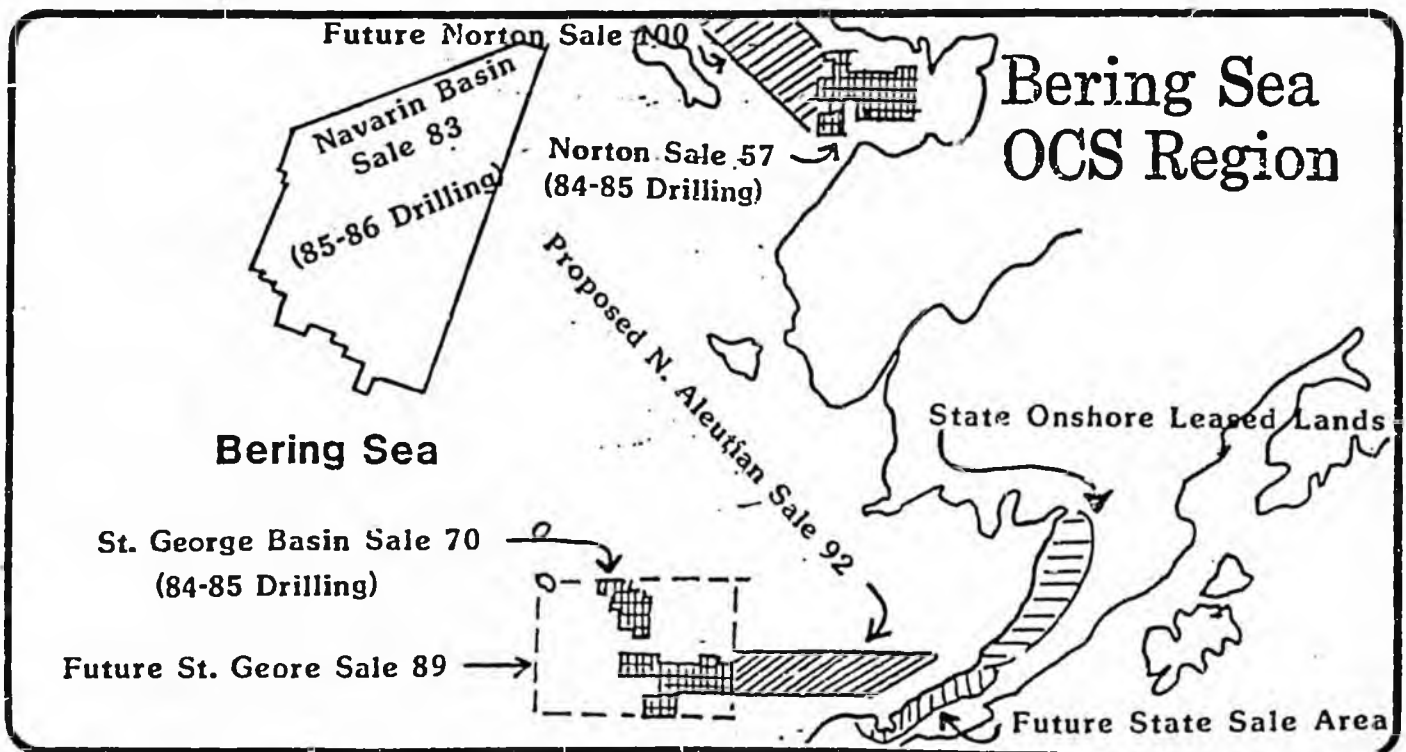 Future Norton Sale 100
Bering Sea
OCS Region
Navarin Basin
Sale 83
(85-86 Drilling)
Norton Sale 57
(84-85 Drilling)
Proposed N. Aleutian Sale 92
State Onshore Leased Lands
Bering Sea
St. George Basin Sale 70
(84-85 Drilling)
Future St. Geore Sale 89
Future State Sale Area